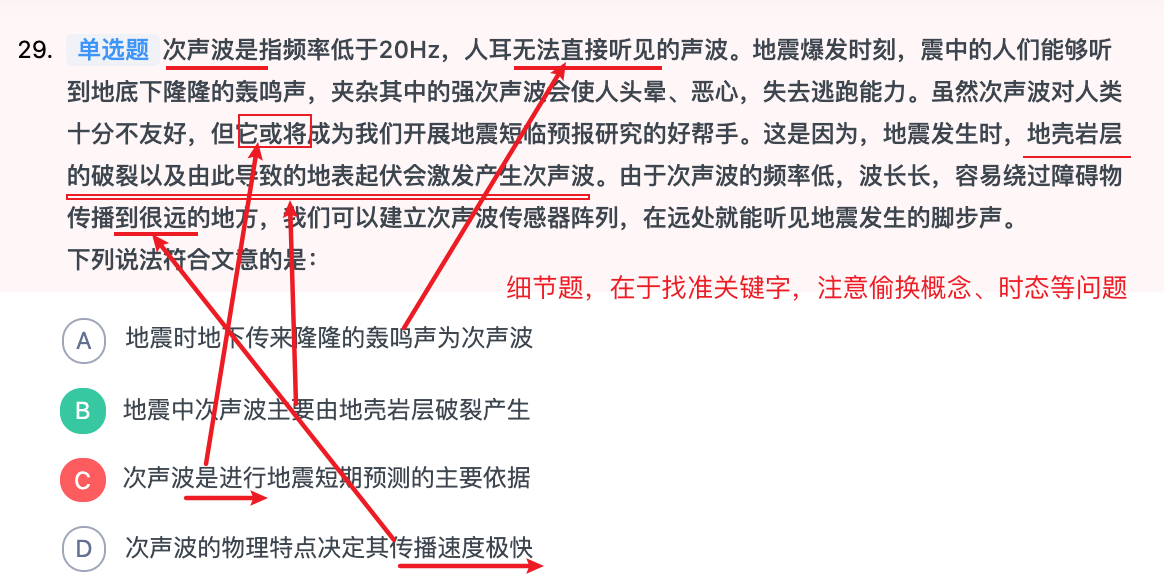 29. 单选题 次声波是指频率低于20Hz，人耳无法直接听见的声波。地震爆发时刻，震中的人们能够听
到地底下隆隆的轰鸣声，夹杂其中的强次声波会使人头晕、恶心，失去逃跑能力。虽然次声波对人类
十分不友好，但它或将成为我们开展地震短临预报研究的好帮手。这是因为，地震发生时，地壳岩层
的破裂以及由此导致的地表起伏会激发产生次声波。由于次声波的频率低，波长长，容易绕过障碍物
传播到很远的地方，我们可以建立次声波传感器阵列，在远处就能听见地震发生的脚步声。
下列说法符合文意的是：
细节题，在于找准关键字，注意偷换概念、时态等问题
A 地震时地下传来隆隆的轰鸣声为次声波
B 地震中次声波主要由地壳岩层破裂产生
C 次声波是进行地震短期预测的主要依据
D 次声波的物理特点决定其传播速度极快